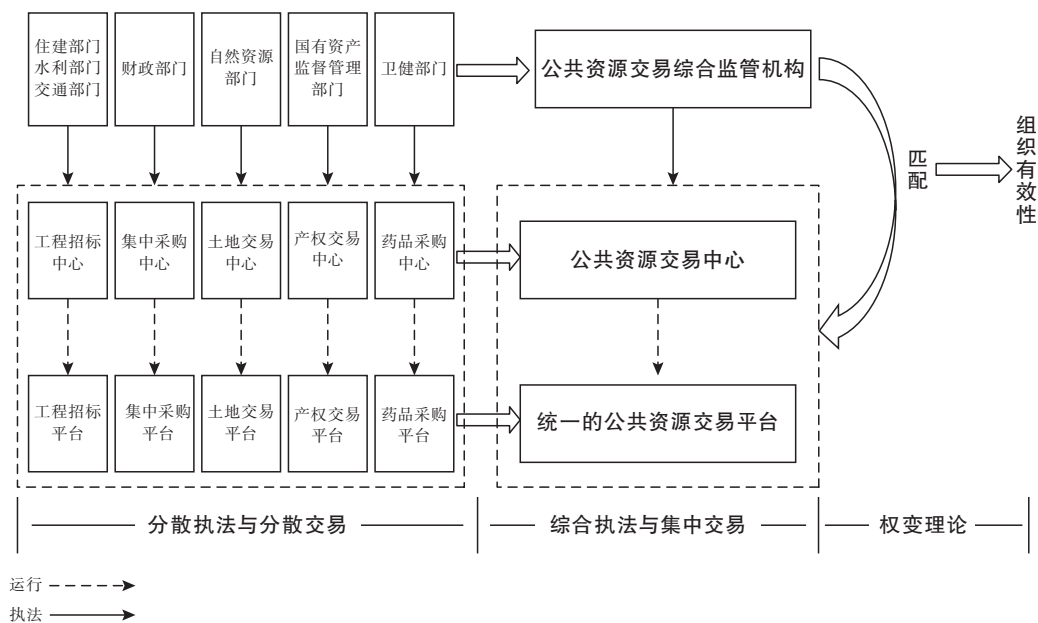 住建部门
水利部门
交通部门
财政部门
自然资源
部门
国有资产
监督管理
部门
卫健部门
公共资源交易综合监管机构
匹配
组织有效性
工程招标
中心
集中采购
中心
土地交易
中心
产权交易
中心
药品采购
中心
公共资源交易中心
工程招标
平台
集中采购
平台
土地交易
平台
产权交易
平台
药品采购
平台
统一的公共资源交易平台
分散执法与分散交易
综合执法与集中交易
权变理论
运行
执法